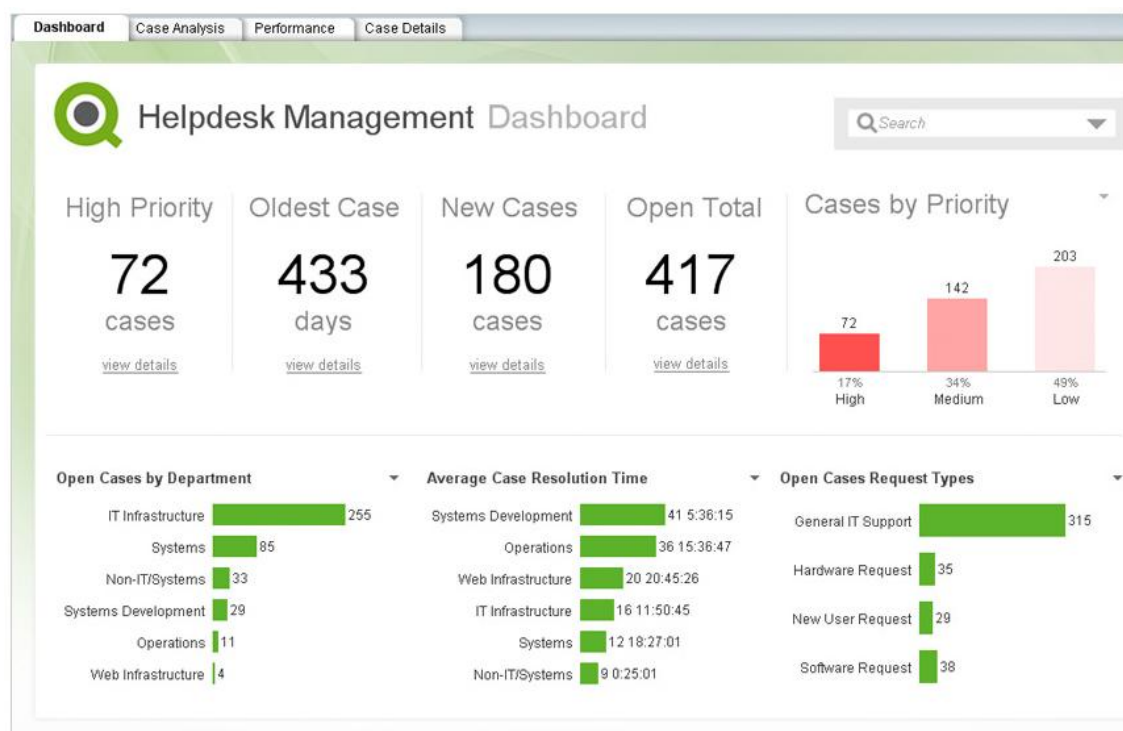 Dashboard Case Analysis Performance Case Details
Helpdesk Management Dashboard
Search
High Priority
72
cases
view details
Oldest Case
433
days
view details
New Cases
180
cases
view details
Open Total
417
cases
view details
Cases by Priority
72 142 203
17% 34% 49%
High Medium Low
Open Cases by Department
IT Infrastructure 255
Systems 85
Non-IT/Systems 33
Systems Development 29
Operations 11
Web Infrastructure 4
Average Case Resolution Time
Systems Development 41 5:36:15
Operations 36 15:36:47
Web Infrastructure 20 20:45:26
IT Infrastructure 16 11:50:45
Systems 12 18:27:01
Non-IT/Systems 9 0:25:01
Open Cases Request Types
General IT Support 315
Hardware Request 35
New User Request 29
Software Request 38